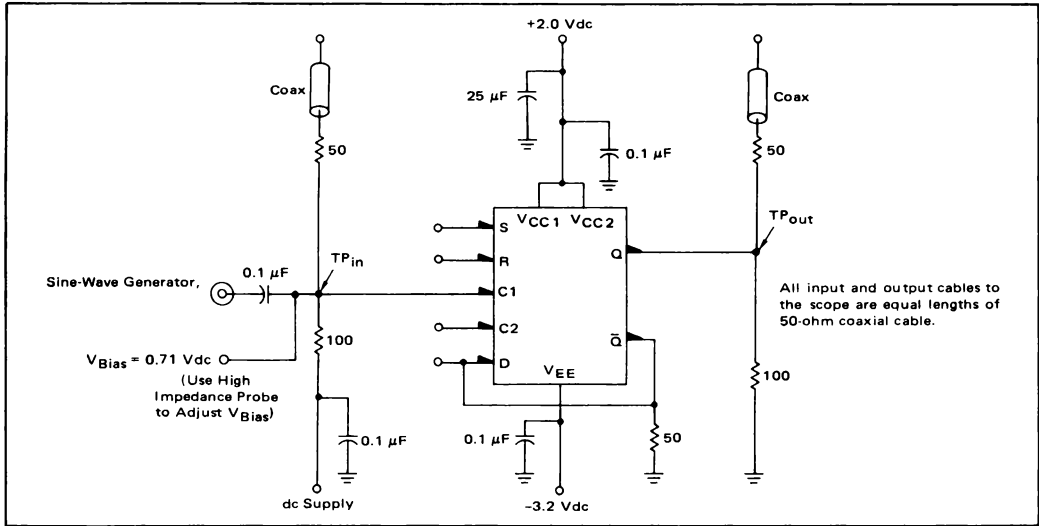 +2.0 Vdc
Coax
25 μF
Coax
50
0.1 μF
50
VCC1 VCC2
S
R
C1
C2
D
Q
Q̄
VEE
TPin
TPout
Sine-Wave Generator,
0.1 μF
100
VBias = 0.71 Vdc
(Use High
Impedance Probe
to Adjust VBias)
0.1 μF
dc Supply
0.1 μF
-3.2 Vdc
50
100
All input and output cables to
the scope are equal lengths of
50-ohm coaxial cable.